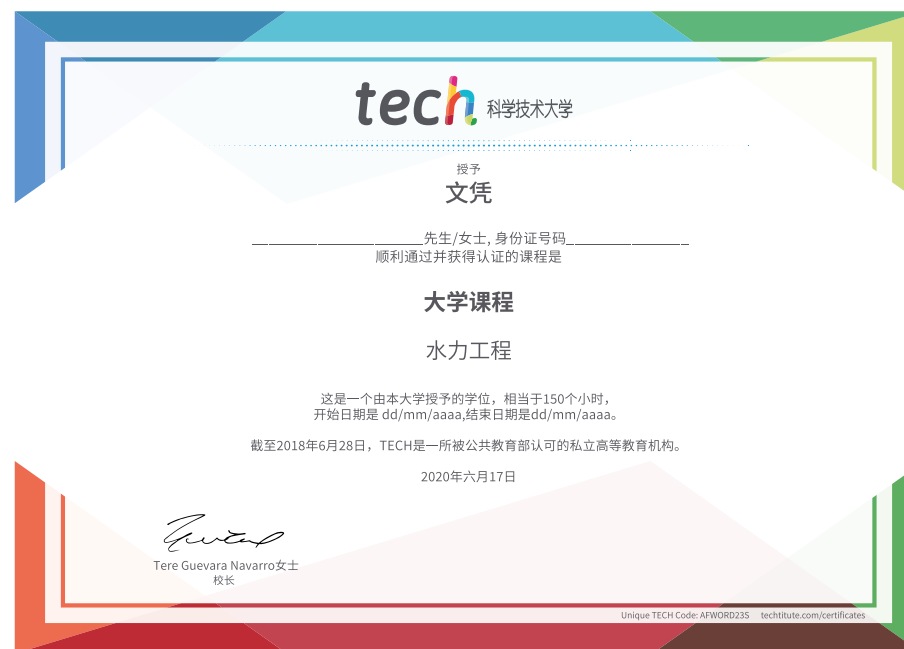 tech 科学技术大学
授予
文凭
_______________________先生/女士, 身份证号码________________
顺利通过并获得认证的课程是
大学课程
水力工程
这是一个由本大学授予的学位，相当于150个小时，
开始日期是 dd/mm/aaaa,结束日期是dd/mm/aaaa。
截至2018年6月28日，TECH是一所被公共教育部认可的私立高等教育机构。
2020年六月17日
Tere Guevara Navarro女士
校长
Unique TECH Code: AFWORD23S techtitute.com/certificates